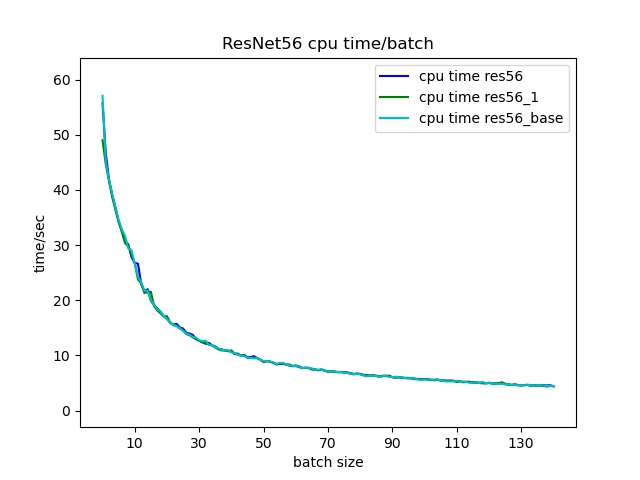 ResNet56 cpu time/batch
cpu time res56
cpu time res56_1
cpu time res56_base
time/sec
60
50
40
30
20
10
0
10 30 50 70 90 110 130
batch size